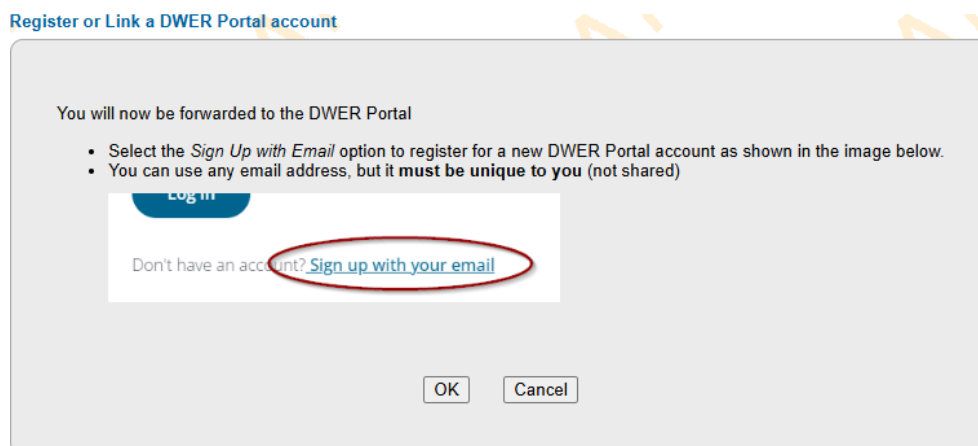 Register or Link a DWER Portal account
You will now be forwarded to the DWER Portal
• Select the Sign Up with Email option to register for a new DWER Portal account as shown in the image below.
• You can use any email address, but it must be unique to you (not shared)
Log in
Don't have an account? Sign up with your email
OK Cancel